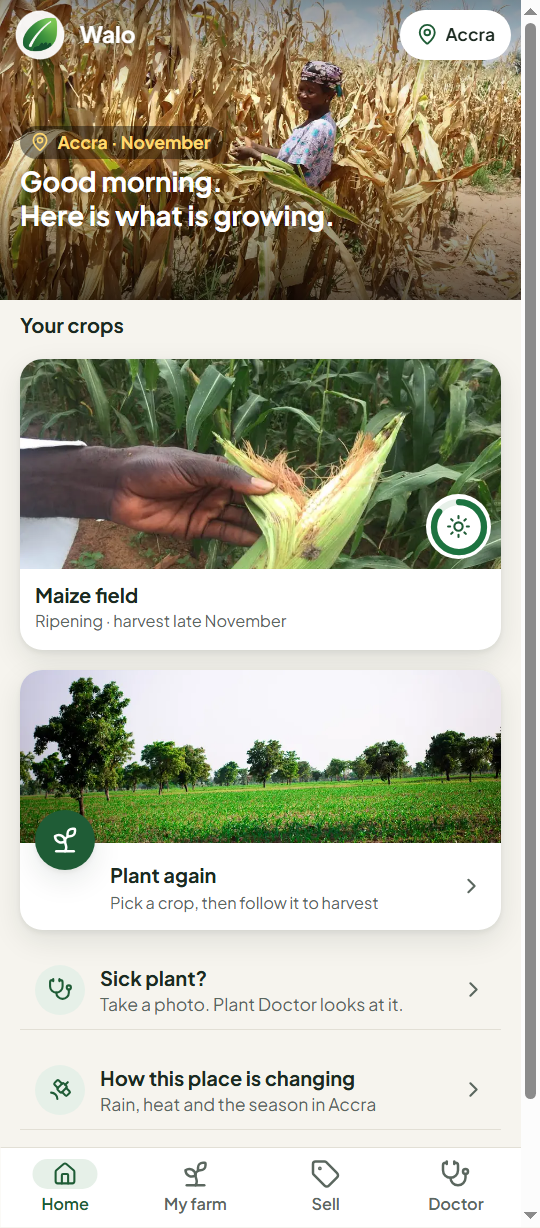 Walo
Accra
Accra · November
Good morning.
Here is what is growing.
Your crops
Maize field
Ripening · harvest late November
Plant again
Pick a crop, then follow it to harvest
Sick plant?
Take a photo. Plant Doctor looks at it.
How this place is changing
Rain, heat and the season in Accra
Home
My farm
Sell
Doctor